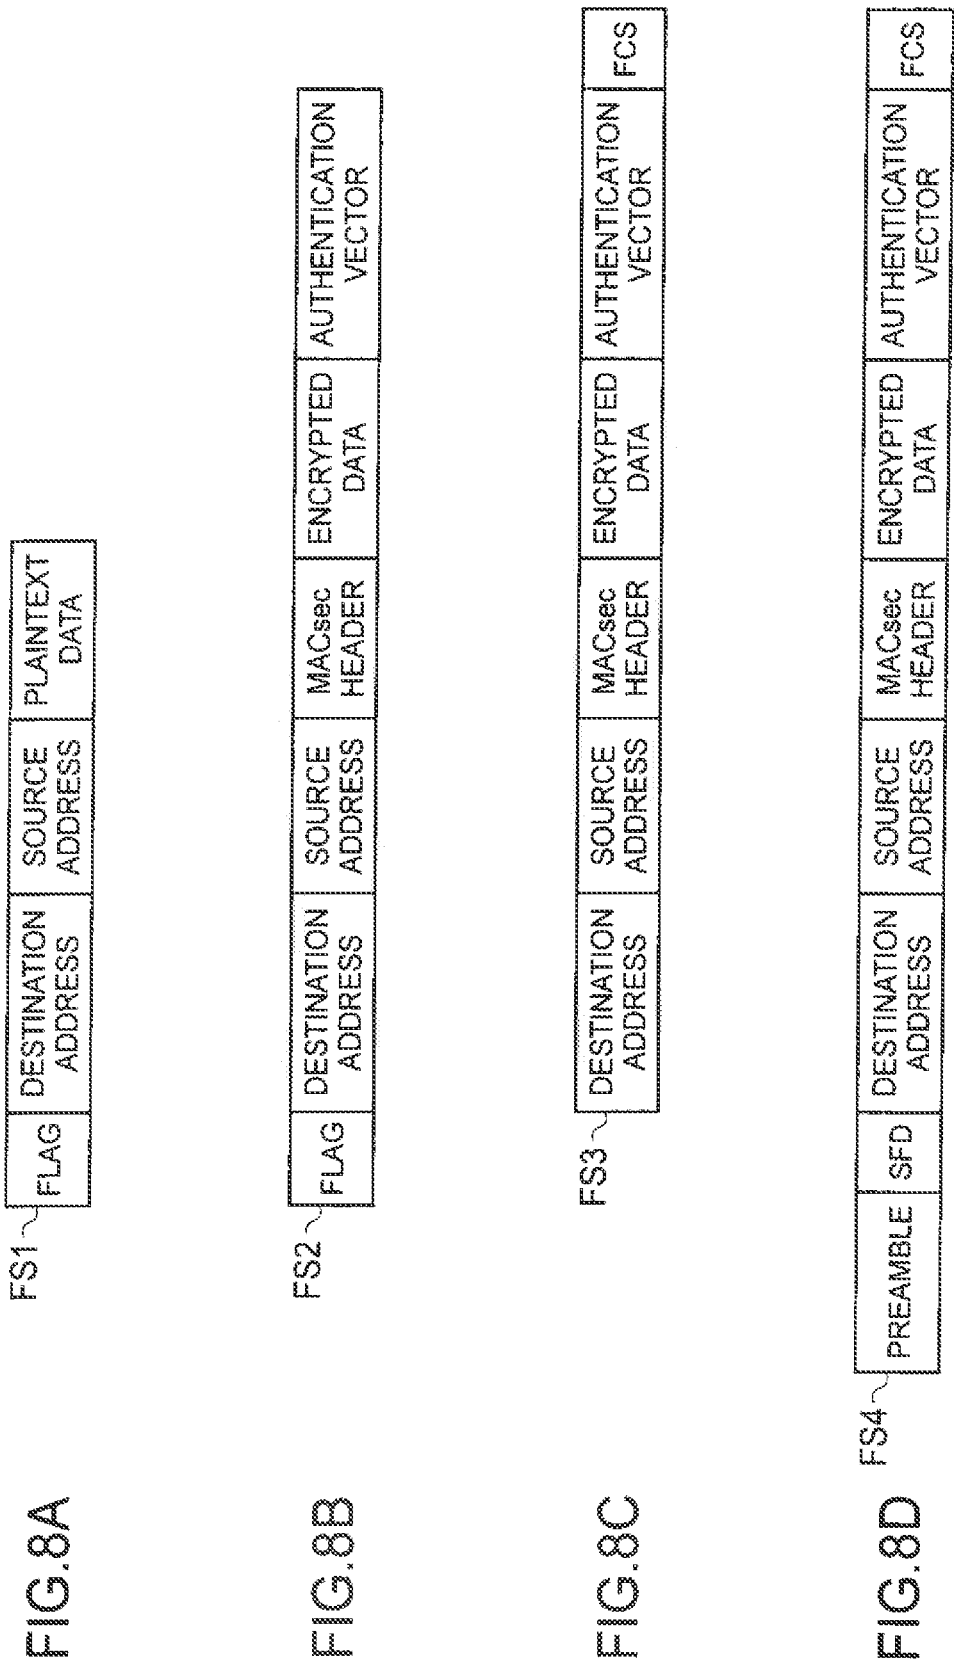 FIG.8A
FS1
FLAG
DESTINATION
ADDRESS
SOURCE
ADDRESS
PLAINTEXT
DATA
FIG.8B
FS2
FLAG
DESTINATION
ADDRESS
SOURCE
ADDRESS
MACsec
HEADER
ENCRYPTED
DATA
AUTHENTICATION
VECTOR
FIG.8C
FS3
DESTINATION
ADDRESS
SOURCE
ADDRESS
MACsec
HEADER
ENCRYPTED
DATA
AUTHENTICATION
VECTOR
FCS
FIG.8D
FS4
PREAMBLE
SFD
DESTINATION
ADDRESS
SOURCE
ADDRESS
MACsec
HEADER
ENCRYPTED
DATA
AUTHENTICATION
VECTOR
FCS